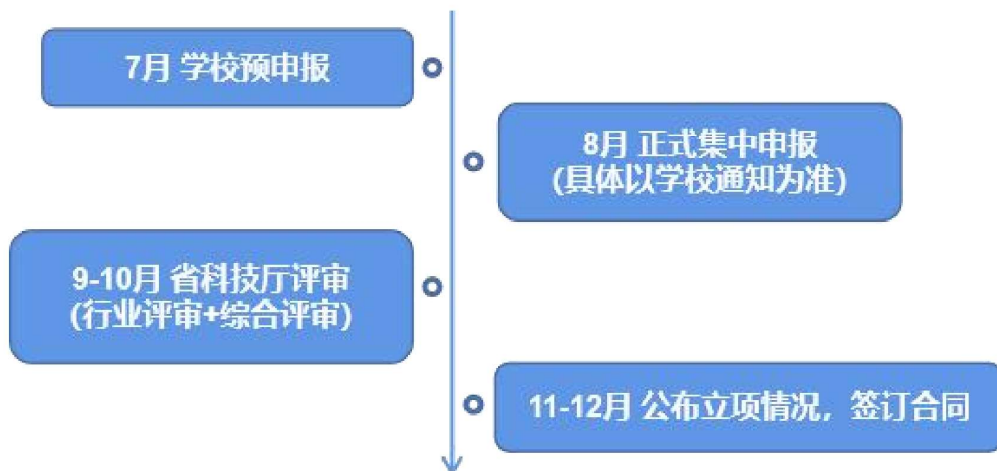 7月 学校预申报
8月 正式集中申报
(具体以学校通知为准)
9-10月 省科技厅评审
(行业评审+综合评审)
11-12月 公布立项情况，签订合同